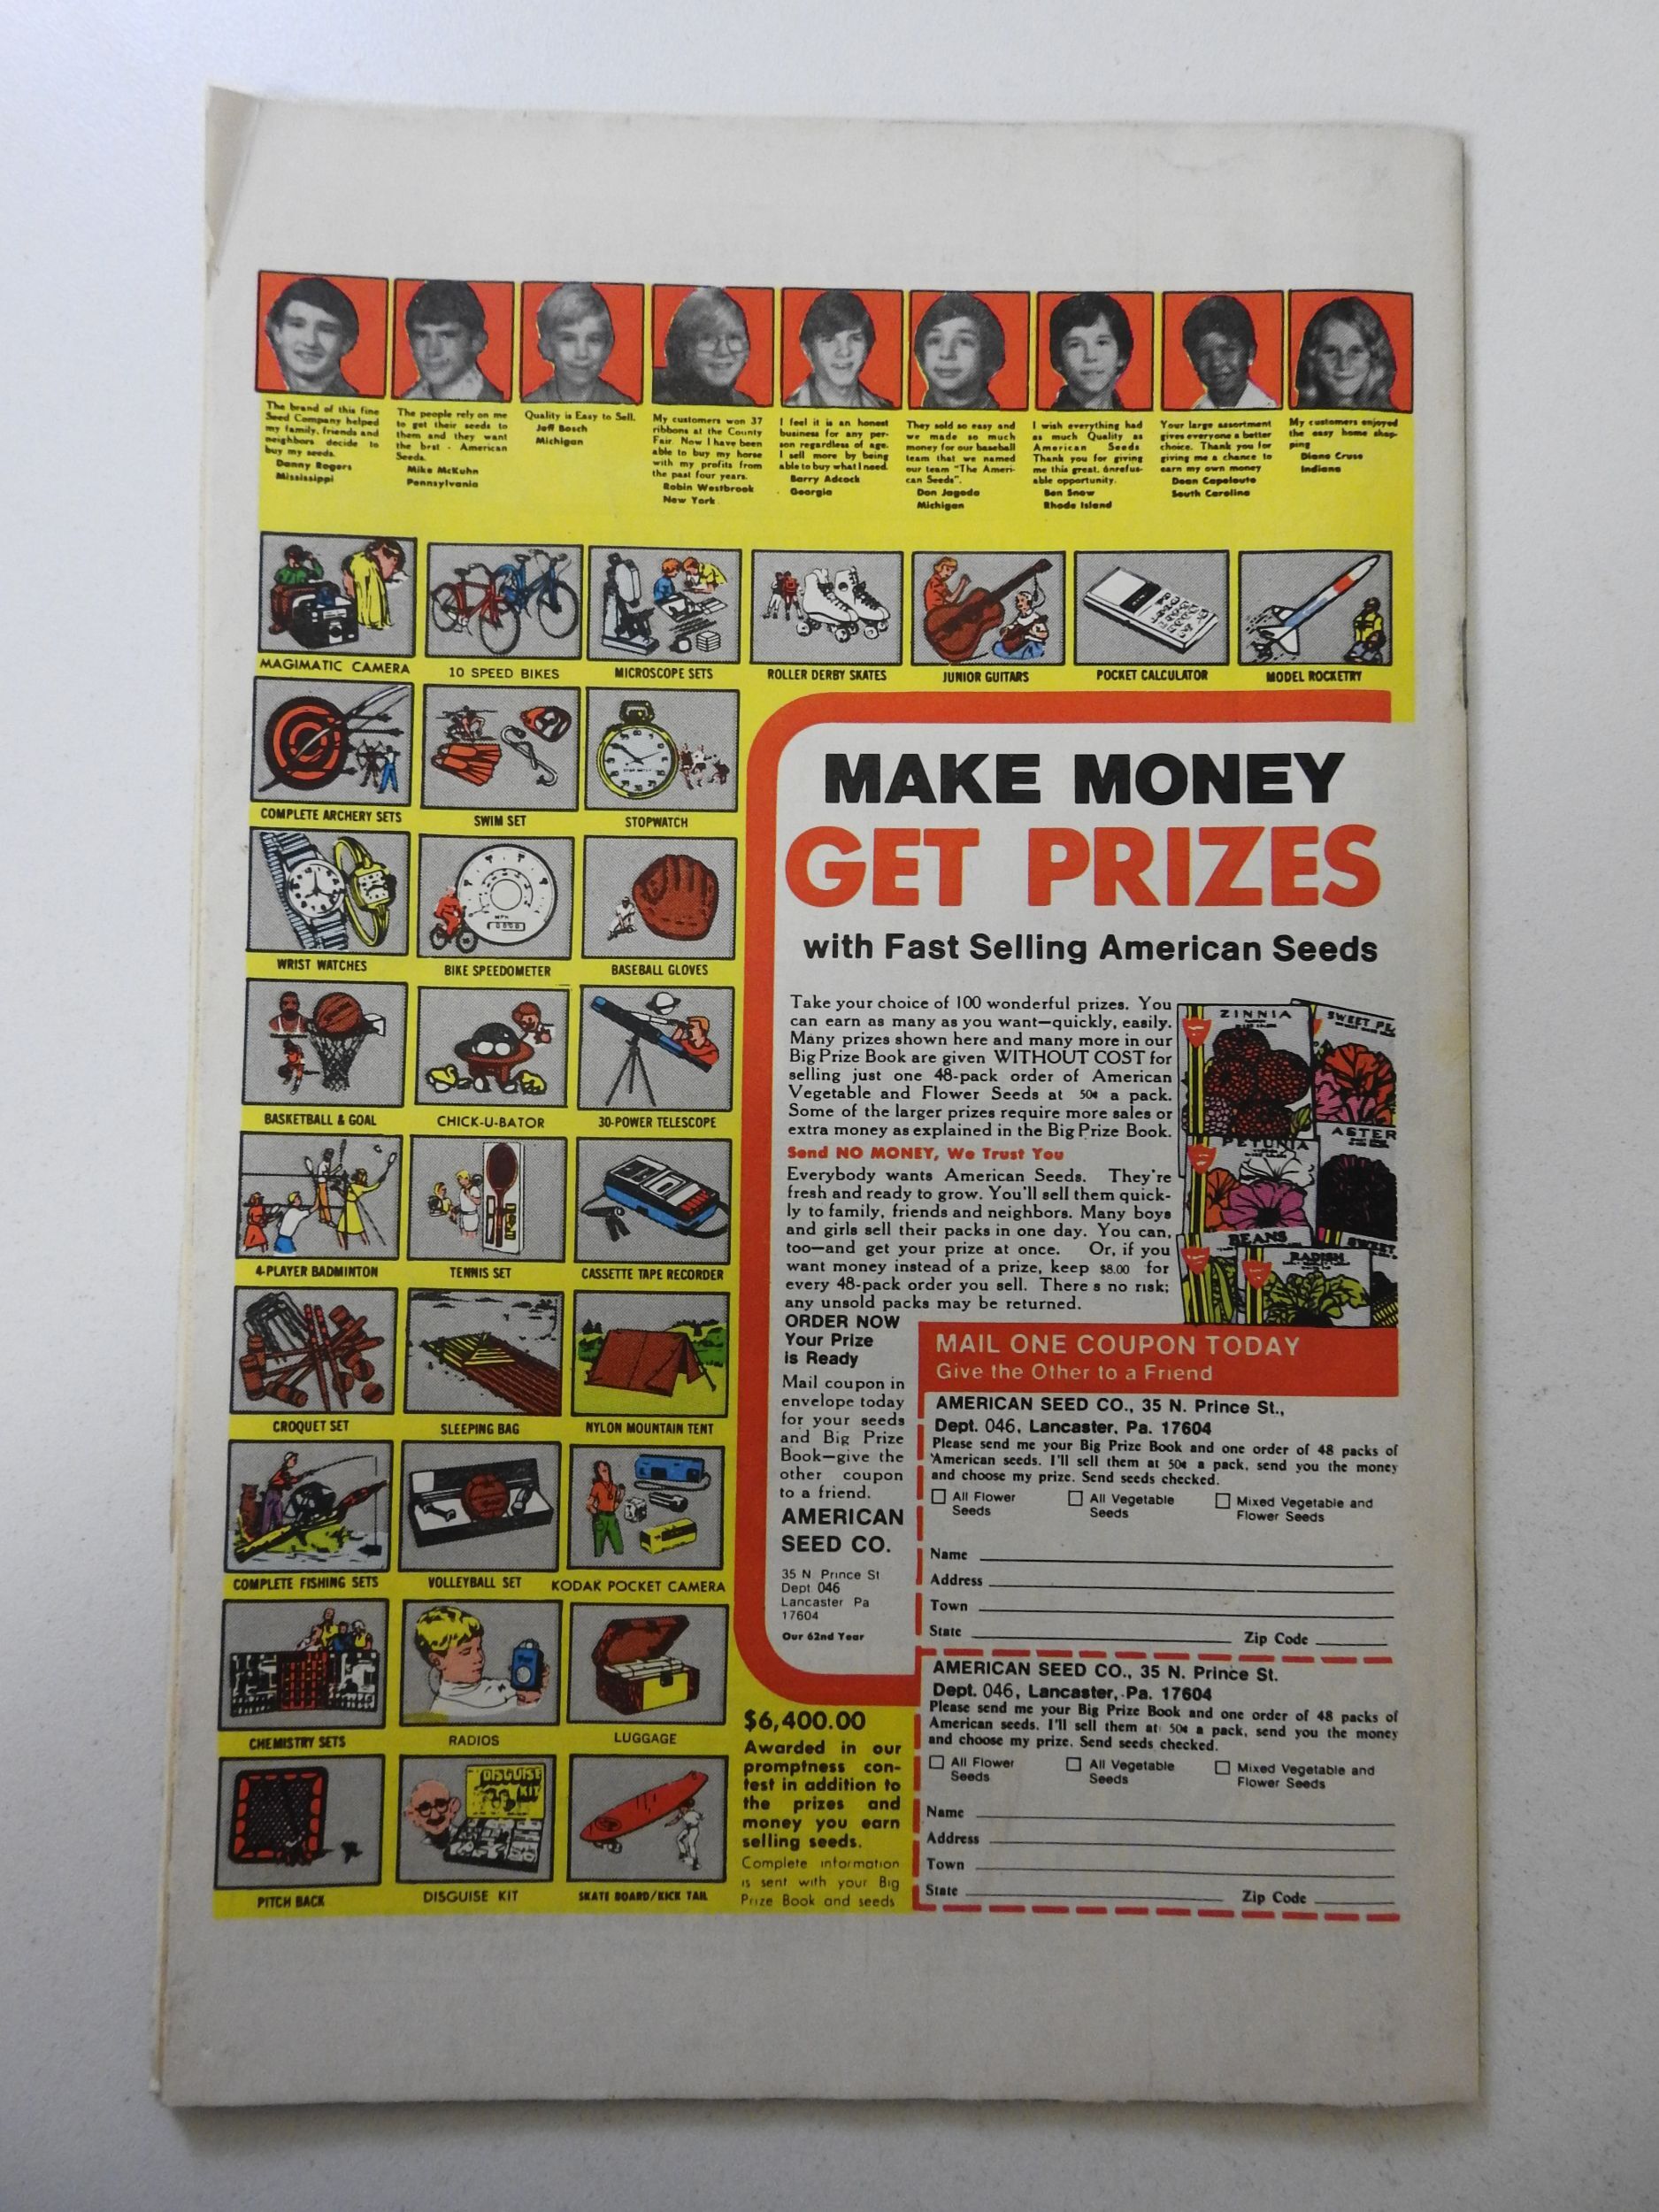 The brand of this fine
Seed Company helped
my family, friends and
neighbors decide to
buy my seeds.
Danny Rogers
Mississippi
The people rely on me
to get their seeds to
them and they want
the best - American
Seeds.
Mike McKuhn
Pennsylvania
Quality is Easy to Sell.
Jeff Bosch
Michigan
My customers won 37
ribbons at the County
Fair. Now I have been
able to buy my horse
with my profits from
the past four years.
Robin Westbrook
New York
I feel it is an honest
business for any per-
son regardless of age.
I sell more by being
able to buy what I need.
Barry Adcock
Georgia
They sold so easy and
we made so much
money for our baseball
team that we named
our team "The Ameri-
can Seeds".
Don Jagoda
Michigan
I wish everything had
as much Quality as
American Seeds
Thank you for giving
me this great, unrefus-
able opportunity.
Ben Snow
Rhode Island
Your large assortment
gives everyone a better
choice. Thank you for
giving me a chance to
earn my own money
Dean Capelouto
South Carolina
My customers enjoyed
the easy home shop-
ping
Diane Cruse
Indiana
MAGIMATIC CAMERA
10 SPEED BIKES
MICROSCOPE SETS
ROLLER DERBY SKATES
JUNIOR GUITARS
POCKET CALCULATOR
MODEL ROCKETRY
COMPLETE ARCHERY SETS
SWIM SET
STOPWATCH
WRIST WATCHES
MPH
BIKE SPEEDOMETER
BASEBALL GLOVES
BASKETBALL & GOAL
CHICK-U-BATOR
30-POWER TELESCOPE
4-PLAYER BADMINTON
TENNIS SET
CASSETTE TAPE RECORDER
CROQUET SET
SLEEPING BAG
NYLON MOUNTAIN TENT
COMPLETE FISHING SETS
VOLLEYBALL SET
KODAK POCKET CAMERA
CHEMISTRY SETS
RADIOS
LUGGAGE
DISGUISE
KIT
PITCH BACK
DISGUISE KIT
SKATE BOARD/KICK TAIL
MAKE MONEY
GET PRIZES
with Fast Selling American Seeds
Take your choice of 100 wonderful prizes. You
can earn as many as you want—quickly, easily.
Many prizes shown here and many more in our
Big Prize Book are given WITHOUT COST for
selling just one 48-pack order of American
Vegetable and Flower Seeds at 50¢ a pack.
Some of the larger prizes require more sales or
extra money as explained in the Big Prize Book.
Send NO MONEY, We Trust You
Everybody wants American Seeds. They're
fresh and ready to grow. You'll sell them quick-
ly to family, friends and neighbors. Many boys
and girls sell their packs in one day. You can,
too—and get your prize at once. Or, if you
want money instead of a prize, keep $8.00 for
every 48-pack order you sell. There s no risk;
any unsold packs may be returned.
ZINNIA
SWEET PE
PETUNIA
ASTER
BEANS
RADISH
SWEET
ORDER NOW
Your Prize
is Ready
Mail coupon in
envelope today
for your seeds
and Big Prize
Book—give the
other coupon
to a friend.
AMERICAN
SEED CO.
35 N Prince St
Dept 046
Lancaster Pa
17604
Our 62nd Year
$6,400.00
Awarded in our
promptness con-
test in addition to
the prizes and
money you earn
selling seeds.
Complete information
is sent with your Big
Prize Book and seeds
MAIL ONE COUPON TODAY
Give the Other to a Friend
AMERICAN SEED CO., 35 N. Prince St.,
Dept. 046, Lancaster, Pa. 17604
Please send me your Big Prize Book and one order of 48 packs of
American seeds. I'll sell them at 50¢ a pack, send you the money
and choose my prize. Send seeds checked.
All Flower
Seeds
All Vegetable
Seeds
Mixed Vegetable and
Flower Seeds
Name
Address
Town
State Zip Code
AMERICAN SEED CO., 35 N. Prince St.
Dept. 046, Lancaster, Pa. 17604
Please send me your Big Prize Book and one order of 48 packs of
American seeds. I'll sell them at 50¢ a pack, send you the money
and choose my prize. Send seeds checked.
All Flower
Seeds
All Vegetable
Seeds
Mixed Vegetable and
Flower Seeds
Name
Address
Town
State Zip Code